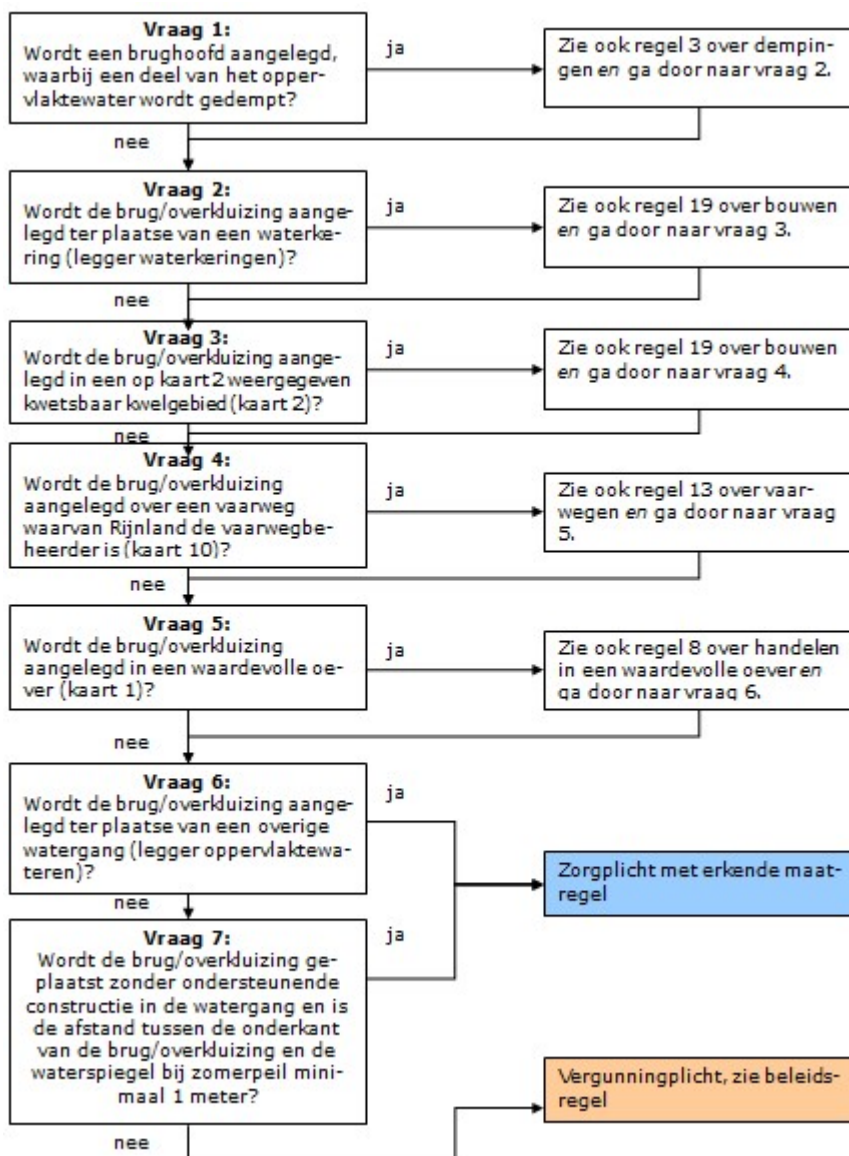 Vraag 1:
Wordt een brughoofd aangelegd,
waarbij een deel van het opper-
vlaktewater wordt gedempt?
ja
Zie ook regel 3 over dempin-
gen en ga door naar vraag 2.
nee
Vraag 2:
Wordt de brug/overkluizing aange-
legd ter plaatse van een waterke-
ring (legger waterkeringen)?
ja
Zie ook regel 19 over bouwen
en ga door naar vraag 3.
nee
Vraag 3:
Wordt de brug/overkluizing aange-
legd in een op kaart 2 weergegeven
kwetsbaar kwelgebied (kaart 2)?
ja
Zie ook regel 19 over bouwen
en ga door naar vraag 4.
nee
Vraag 4:
Wordt de brug/overkluizing
aangelegd over een vaarweg
waarvan Rijnland de vaarwegbe-
heerder is (kaart 10)?
ja
Zie ook regel 13 over vaar-
wegen en ga door naar vraag
5.
nee
Vraag 5:
Wordt de brug/overkluizing
aangelegd in een waardevolle oe-
ver (kaart 1)?
ja
Zie ook regel 8 over handelen
in een waardevolle oever en
ga door naar vraag 6.
nee
Vraag 6:
Wordt de brug/overkluizing aange-
legd ter plaatse van een overige
watergang (legger oppervlaktewa-
teren)?
ja
Zorgplicht met erkende maat-
regel
nee
Vraag 7:
Wordt de brug/overkluizing ge-
plaatst zonder ondersteunende
constructie in de watergang en is
de afstand tussen de onderkant
van de brug/overkluizing en de
waterspiegel bij zomerpeil mini-
maal 1 meter?
ja
Vergunningplicht, zie beleids-
regel
nee